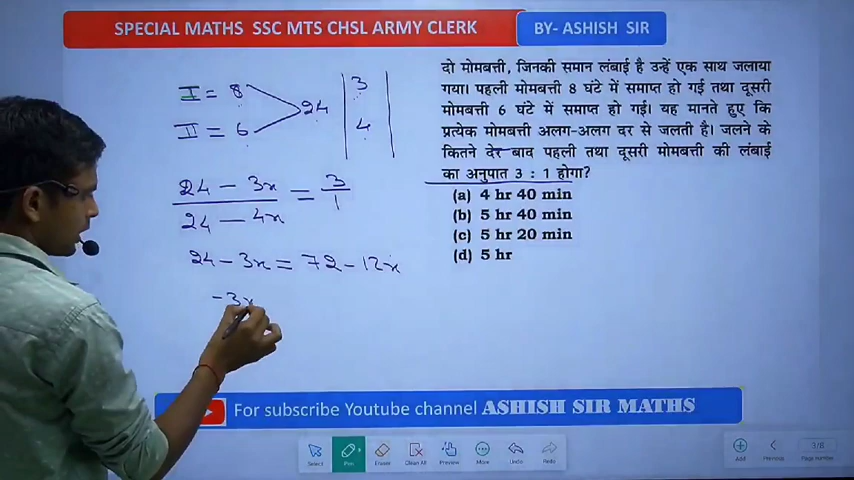 SPECIAL MATHS SSC MTS CHSL ARMY CLERK
BY- ASHISH SIR
दो मोमबत्ती, जिनकी समान लंबाई है उन्हें एक साथ जलाया
गया। पहली मोमबत्ती 8 घंटे में समाप्त हो गई तथा दूसरी
मोमबत्ती 6 घंटे में समाप्त हो गई। यह मानते हुए कि
प्रत्येक मोमबत्ती अलग-अलग दर से जलती है। जलने के
कितने देर बाद पहली तथा दूसरी मोमबत्ती की लंबाई
का अनुपात 3 : 1 होगा?
(a) 4 hr 40 min
(b) 5 hr 40 min
(c) 5 hr 20 min
(d) 5 hr
I = 8
II = 6
24
3
4
24 - 3x / 24 - 4x = 3/1
24 - 3x = 72 - 12x
- 3x
For subscribe Youtube channel ASHISH SIR MATHS
Select
Pen
Eraser
Clean All
Preview
More
Undo
Redo
Add
Previous
3/8
Page number